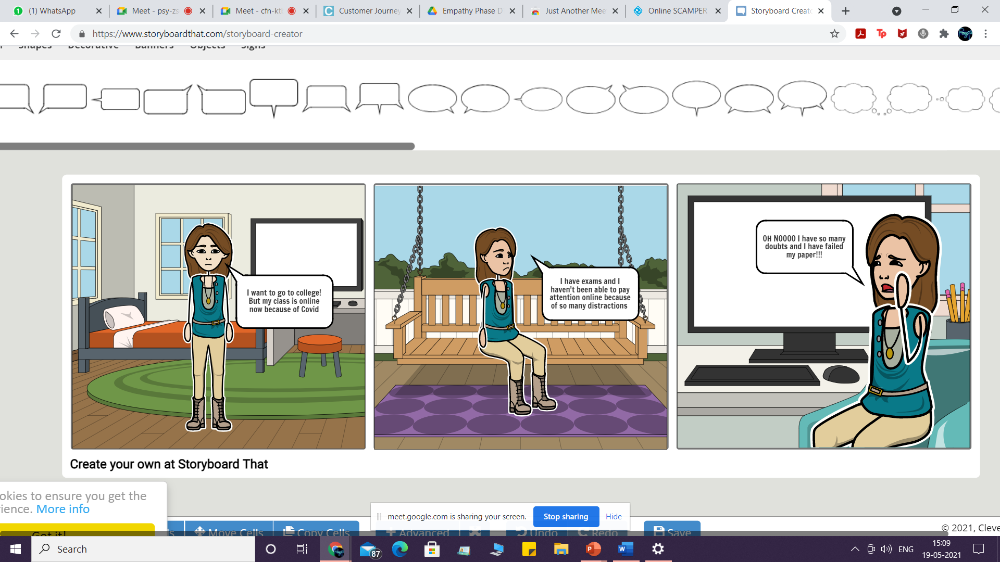 (1) WhatsApp
Meet - psy-zs
Meet - cfn-kt
Customer Journey
Empathy Phase D
Just Another Mee
Online SCAMPER
Storyboard Creat
https://www.storyboardthat.com/storyboard-creator
Shapes Decorative Banners Objects Signs
I want to go to college!
But my class is online
now because of Covid
I have exams and I
haven't been able to pay
attention online because
of so many distractions
OH NOOOO I have so many
doubts and I have failed
my paper!!!
Create your own at Storyboard That
okies to ensure you get the
ience. More info
Got it!
Move Cells
Copy Cells
Advanced
Undo
Redo
Save
meet.google.com is sharing your screen.
Stop sharing
Hide
© 2021, Cleve
Search
87
ENG
15:09
19-05-2021